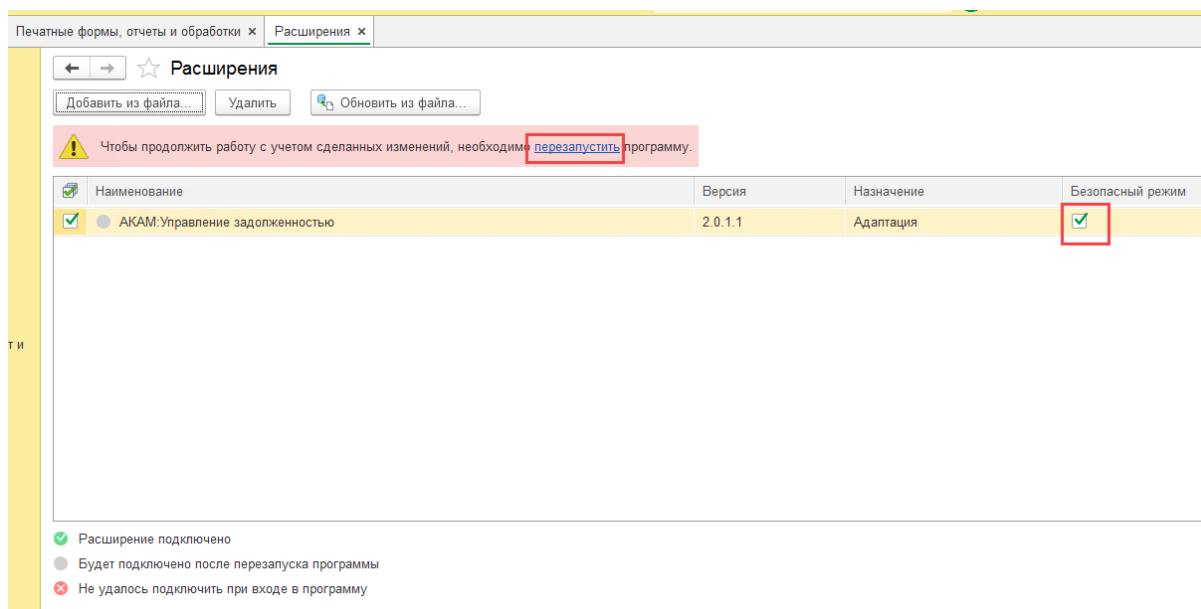 Печатные формы, отчеты и обработки × Расширения ×
Расширения
Добавить из файла... Удалить Обновить из файла...
Чтобы продолжить работу с учетом сделанных изменений, необходимо перезапустить программу.
Наименование Версия Назначение Безопасный режим
АКАМ:Управление задолженностью 2.0.1.1 Адаптация
т и
Расширение подключено
Будет подключено после перезапуска программы
Не удалось подключить при входе в программу